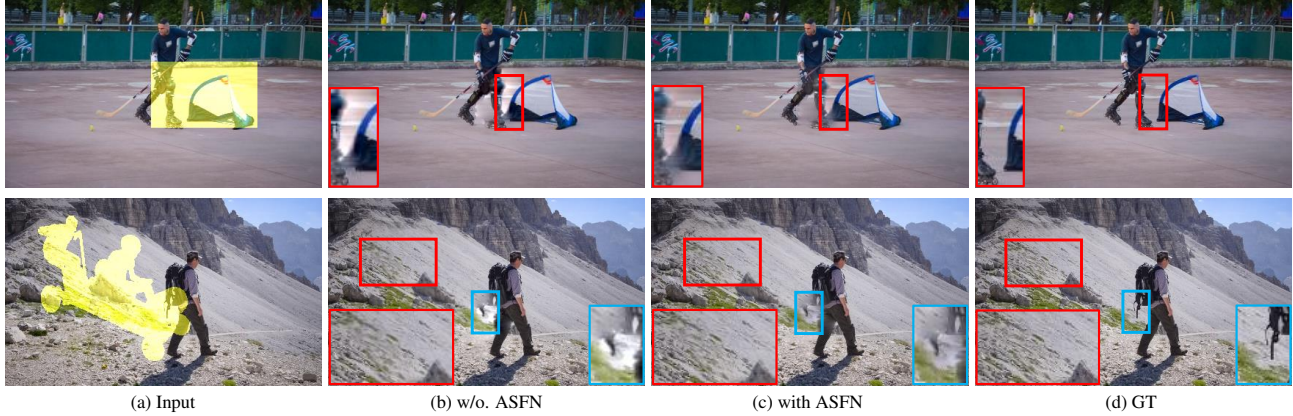 (a) Input
(b) w/o. ASFN
(c) with ASFN
(d) GT